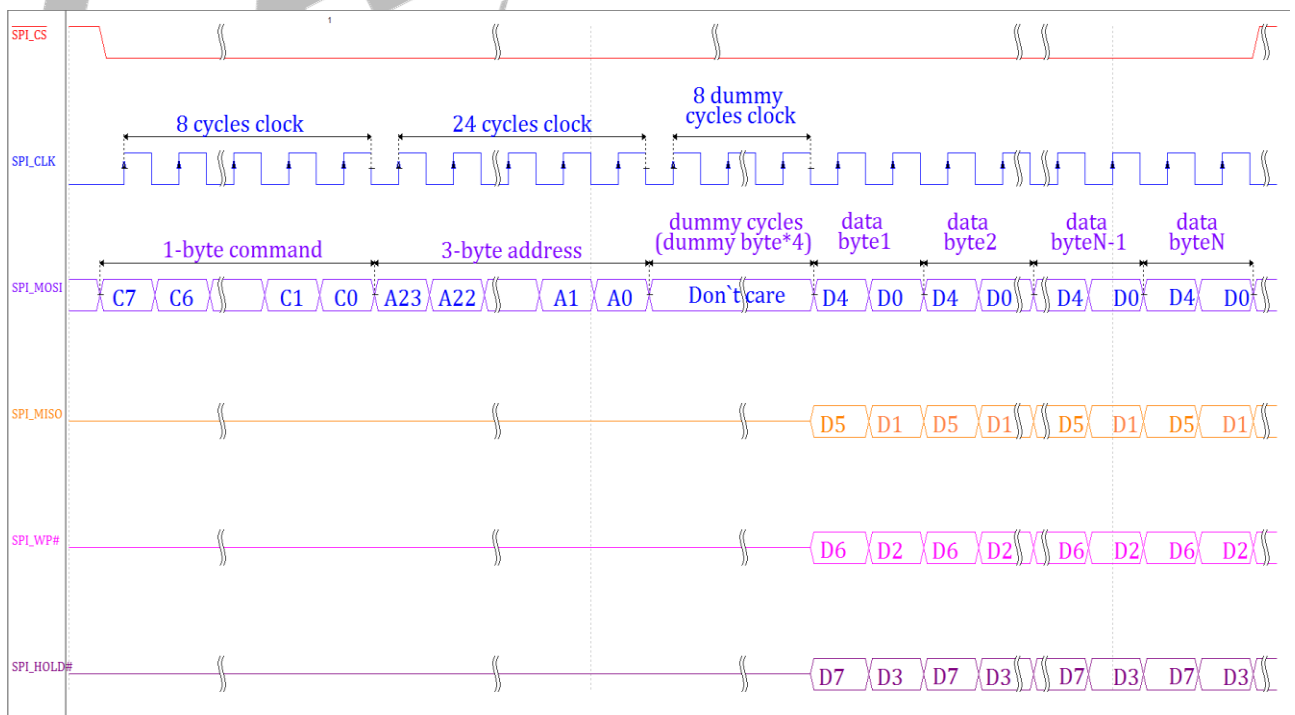 1
SPI_CS
8 cycles clock
24 cycles clock
8 dummy
cycles clock
SPI_CLK
1-byte command
3-byte address
dummy cycles
(dummy byte*4)
data
byte1
data
byte2
data
byteN-1
data
byteN
SPI_MOSI
C7 C6 C1 C0 A23 A22 A1 A0 Don`t care D4 D0 D4 D0 D4 D0 D4 D0
SPI_MISO
D5 D1 D5 D1 D5 D1 D5 D1
SPI_WP#
D6 D2 D6 D2 D6 D2 D6 D2
SPI_HOLD#
D7 D3 D7 D3 D7 D3 D7 D3